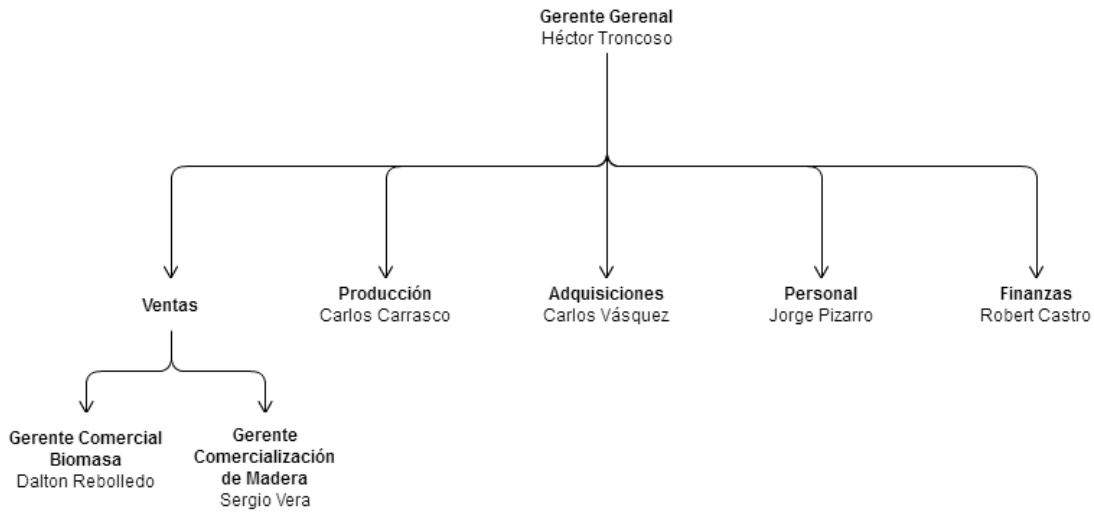 Gerente Gerenal
Héctor Troncoso
Ventas
Producción
Carlos Carrasco
Adquisiciones
Carlos Vásquez
Personal
Jorge Pizarro
Finanzas
Robert Castro
Gerente Comercial
Biomasa
Dalton Rebolledo
Gerente
Comercialización
de Madera
Sergio Vera